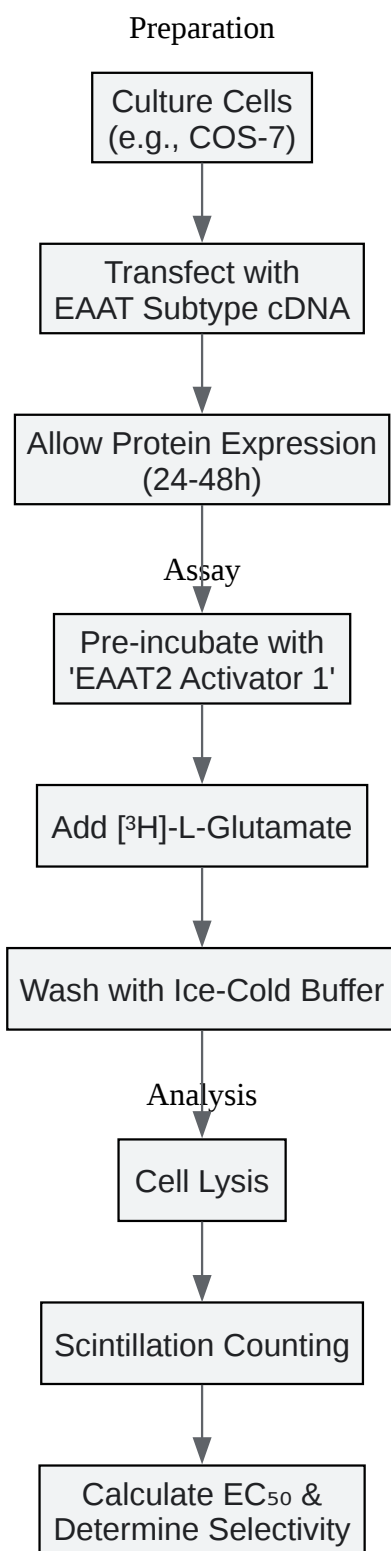 Preparation
Culture Cells
(e.g., COS-7)
Transfect with
EAAT Subtype cDNA
Allow Protein Expression
(24-48h)
Assay
Pre-incubate with
'EAAT2 Activator 1'
Add [³H]-L-Glutamate
Wash with Ice-Cold Buffer
Analysis
Cell Lysis
Scintillation Counting
Calculate EC₅₀ &
Determine Selectivity